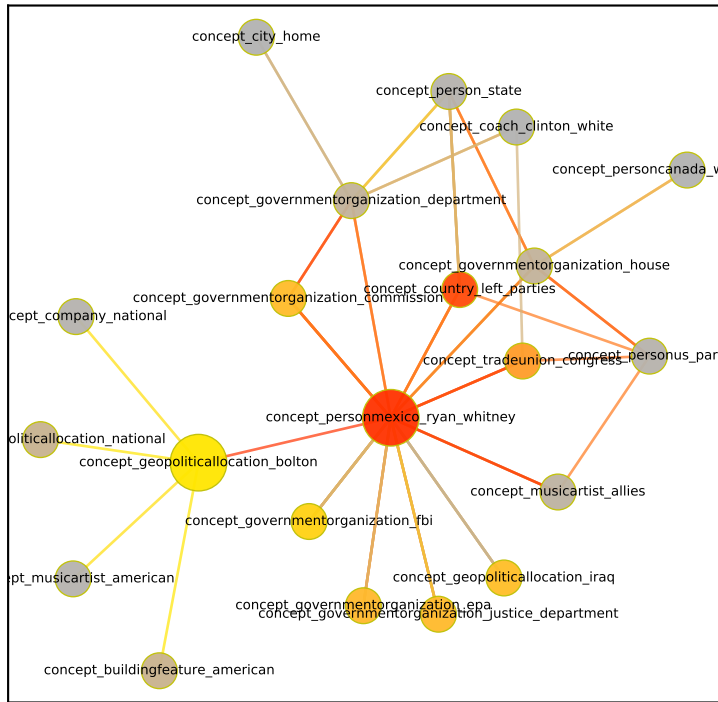 concept_city_home
concept_person_state
concept_coach_clinton_white
concept_personcanada_w
concept_governmentorganization_department
concept_governmentorganization_house
concept_country_left_parties
concept_governmentorganization_commission
cept_company_national
concept_tradeunion_congress
concept_personus_par
concept_personmexico_ryan_whitney
oliticallocation_national
concept_geopoliticallocation_bolton
concept_musicartist_allies
concept_governmentorganization_fbi
ept_musicartist_american
concept_geopoliticallocation_iraq
concept_governmentorganization_epa
concept_governmentorganization_justice_department
concept_buildingfeature_american